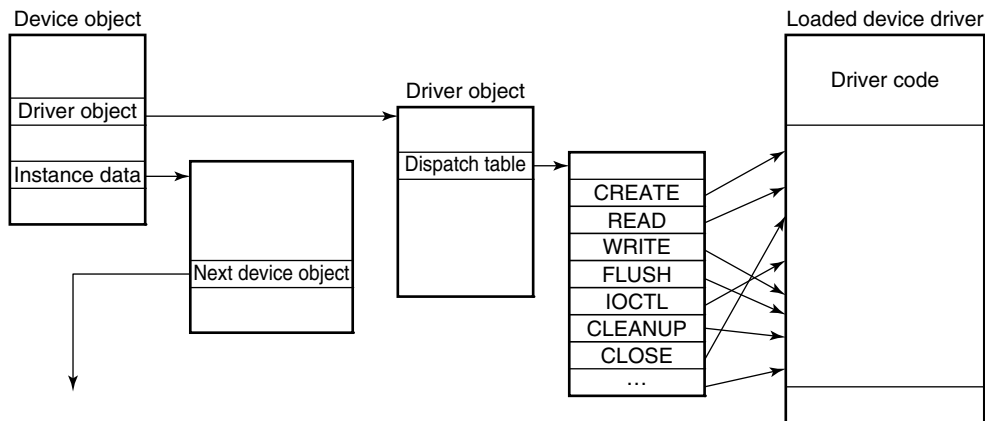 Device object
Loaded device driver
Driver object
Driver code
Driver object
Dispatch table
Instance data
CREATE
READ
WRITE
Next device object
FLUSH
IOCTL
CLEANUP
CLOSE
…